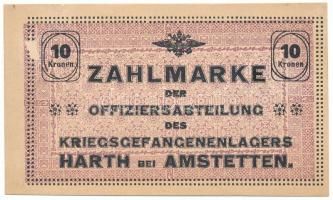 10 Kronen
10 Kronen
ZAHLMARKE
DER
OFFIZIERSABTEILUNG
DES
KRIEGSGEFANGENENLAGERS
HARTH BEI AMSTETTEN.